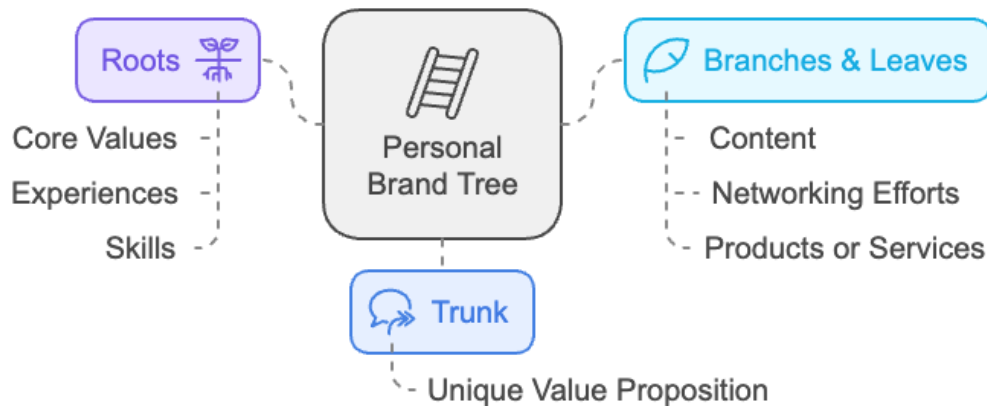 Roots
Core Values
Experiences
Skills
Personal
Brand Tree
Branches & Leaves
Content
Networking Efforts
Products or Services
Trunk
Unique Value Proposition